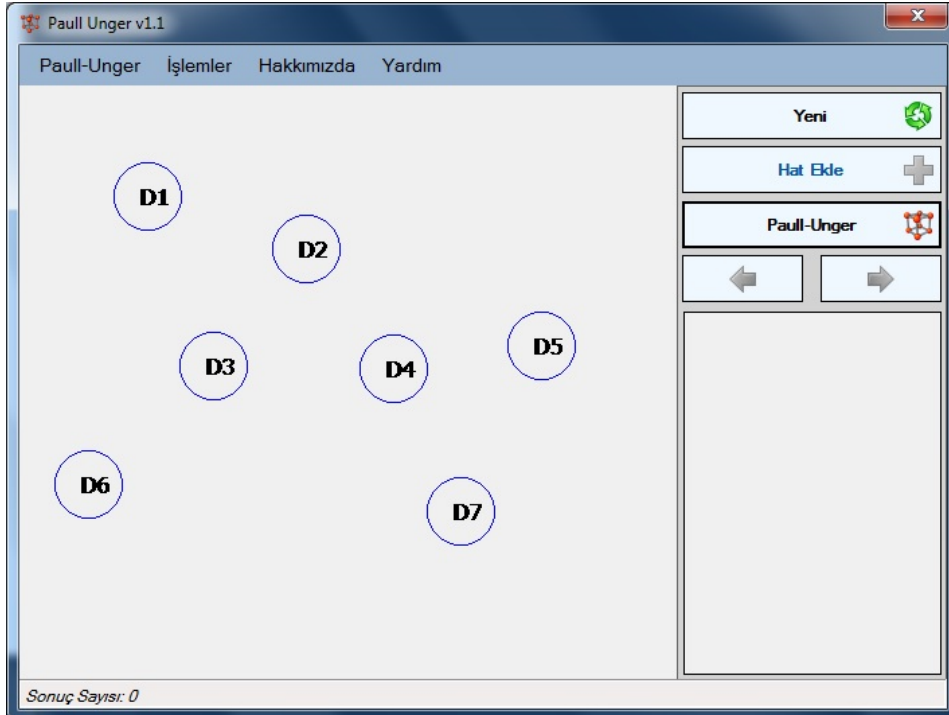 Paull Unger v1.1
Paull-Unger İşlemler Hakkımızda Yardım
Yeni
Hat Ekle
Paull-Unger
D1
D2
D3
D4
D5
D6
D7
Sonuç Sayısı: 0